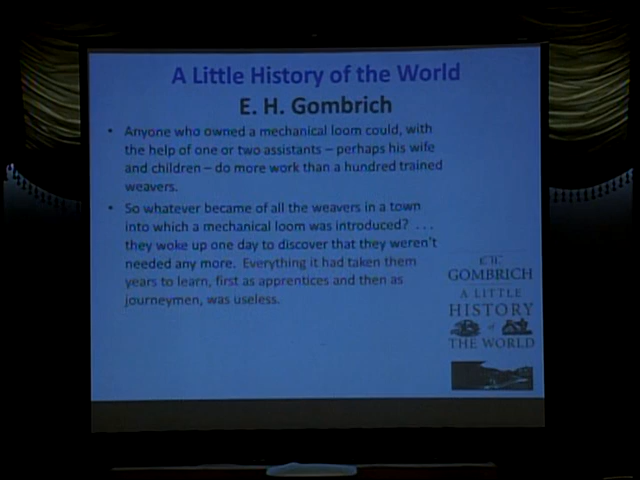 A Little History of the World
E. H. Gombrich
• Anyone who owned a mechanical loom could, with
the help of one or two assistants – perhaps his wife
and children – do more work than a hundred trained
weavers.
• So whatever became of all the weavers in a town
into which a mechanical loom was introduced? . . .
they woke up one day to discover that they weren't
needed any more. Everything it had taken them
years to learn, first as apprentices and then as
journeymen, was useless.
E. H.
GOMBRICH
A LITTLE
HISTORY
of
THE WORLD